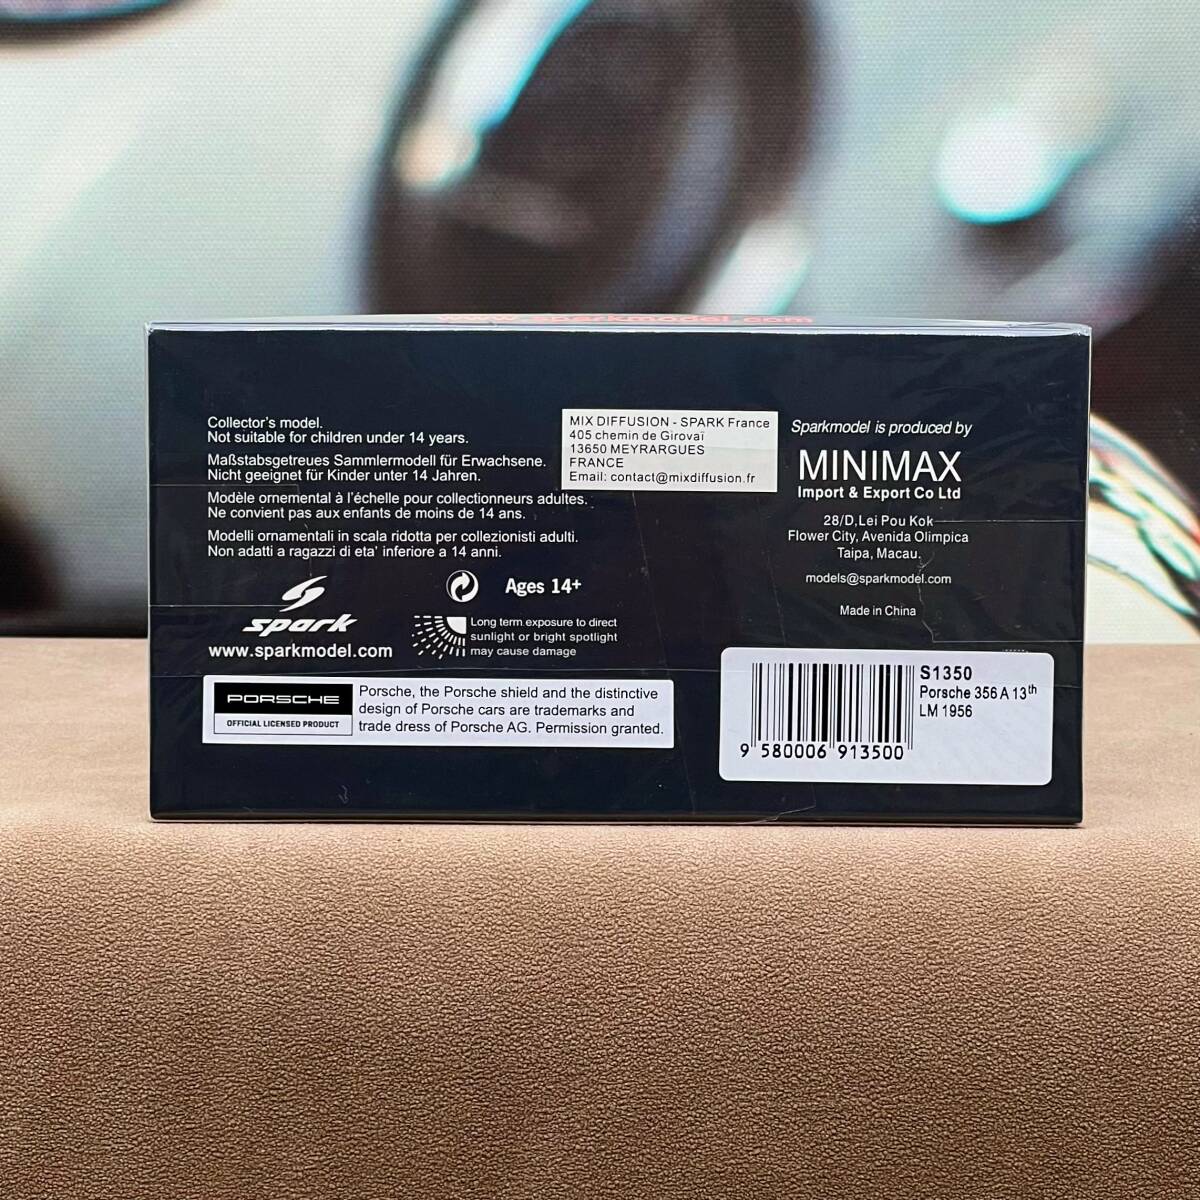 www.sparkmodel.com
Collector's model.
Not suitable for children under 14 years.
Maßstabsgetreues Sammlermodell für Erwachsene.
Nicht geeignet für Kinder unter 14 Jahren.
Modèle ornemental à l'échelle pour collectionneurs adultes.
Ne convient pas aux enfants de moins de 14 ans.
Modelli ornamentali in scala ridotta per collezionisti adulti.
Non adatti a ragazzi di eta' inferiore a 14 anni.
MIX DIFFUSION - SPARK France
405 chemin de Girovaï
13650 MEYRARGUES
FRANCE
Email: contact@mixdiffusion.fr
Sparkmodel is produced by
MINIMAX
Import & Export Co Ltd
28/D,Lei Pou Kok
Flower City, Avenida Olimpica
Taipa, Macau.
models@sparkmodel.com
Made in China
spark
www.sparkmodel.com
Ages 14+
Long term exposure to direct
sunlight or bright spotlight
may cause damage
PORSCHE
OFFICIAL LICENSED PRODUCT
Porsche, the Porsche shield and the distinctive
design of Porsche cars are trademarks and
trade dress of Porsche AG. Permission granted.
S1350
Porsche 356 A 13th
LM 1956
9 580006 913500